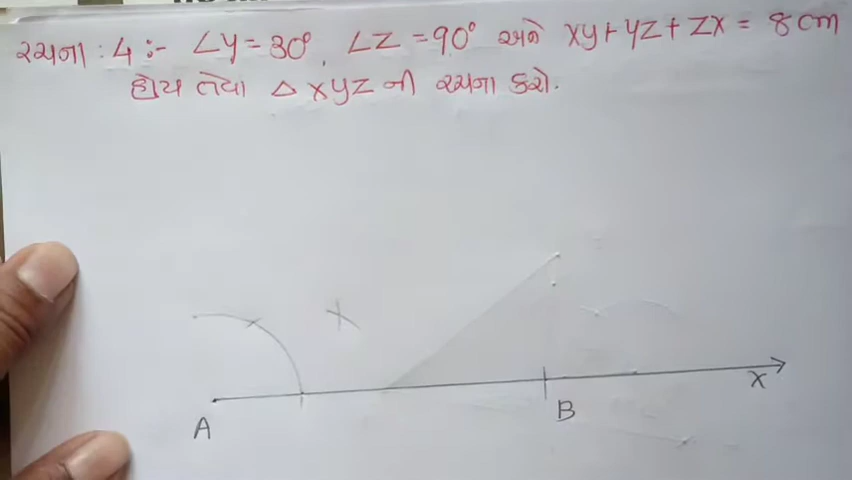 રચના : 4 :- ∠Y = 30°, ∠Z = 90° અને XY + YZ + ZX = 8 cm
હોય તેવા △ XYZ ની રચના કરો.
A
B
X